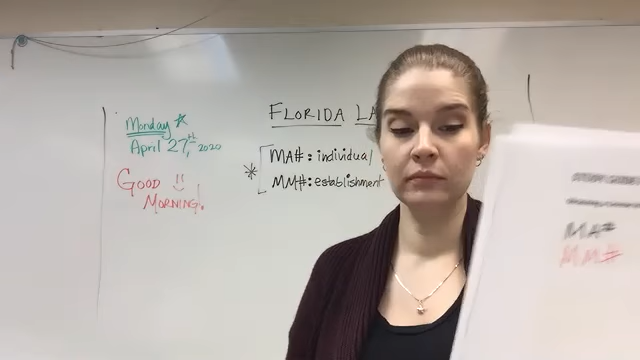 Monday
April 27th, 2020
Good
Morning!
FLORIDA LA
* MA#: individual
MM#: establishment
MA#
MM#